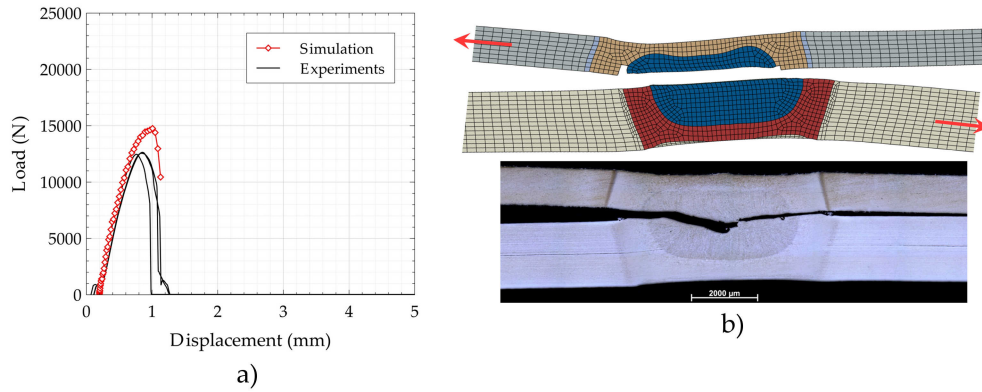 25000
20000
15000
10000
5000
0
Load (N)
Simulation
Experiments
0 1 2 3 4 5
Displacement (mm)
a)
2000 µm
b)